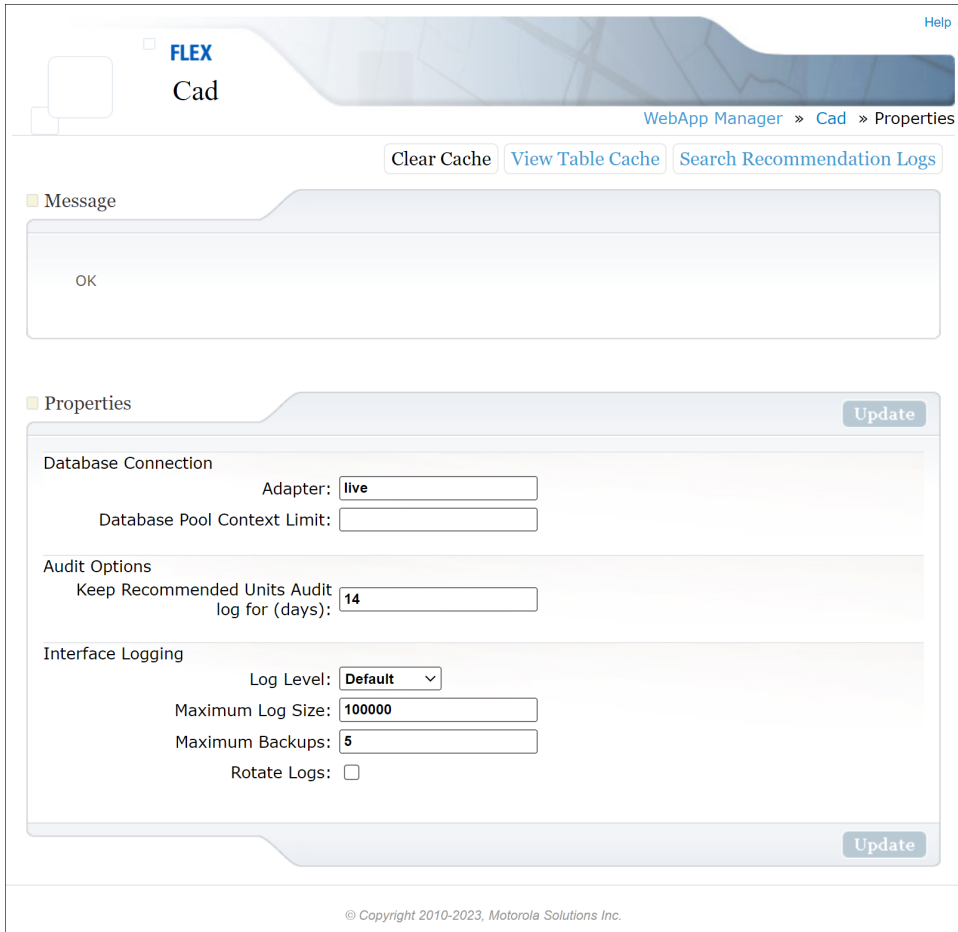 Help
FLEX
Cad
WebApp Manager » Cad » Properties
Clear Cache View Table Cache Search Recommendation Logs
Message
OK
Properties
Update
Database Connection
Adapter: live
Database Pool Context Limit:
Audit Options
Keep Recommended Units Audit
log for (days): 14
Interface Logging
Log Level: Default
Maximum Log Size: 100000
Maximum Backups: 5
Rotate Logs:
Update
© Copyright 2010-2023, Motorola Solutions Inc.